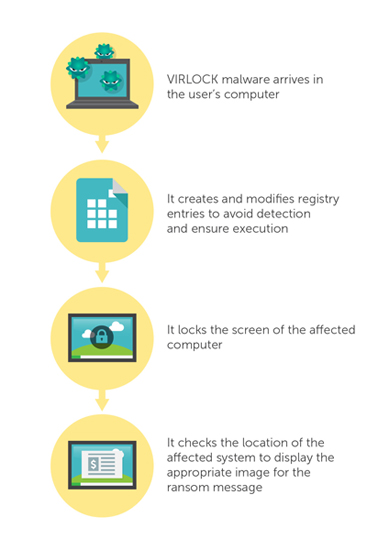 VIRLOCK malware arrives in
the user's computer
It creates and modifies registry
entries to avoid detection
and ensure execution
It locks the screen of the affected
computer
$
It checks the location of the
affected system to display the
appropriate image for the
ransom message